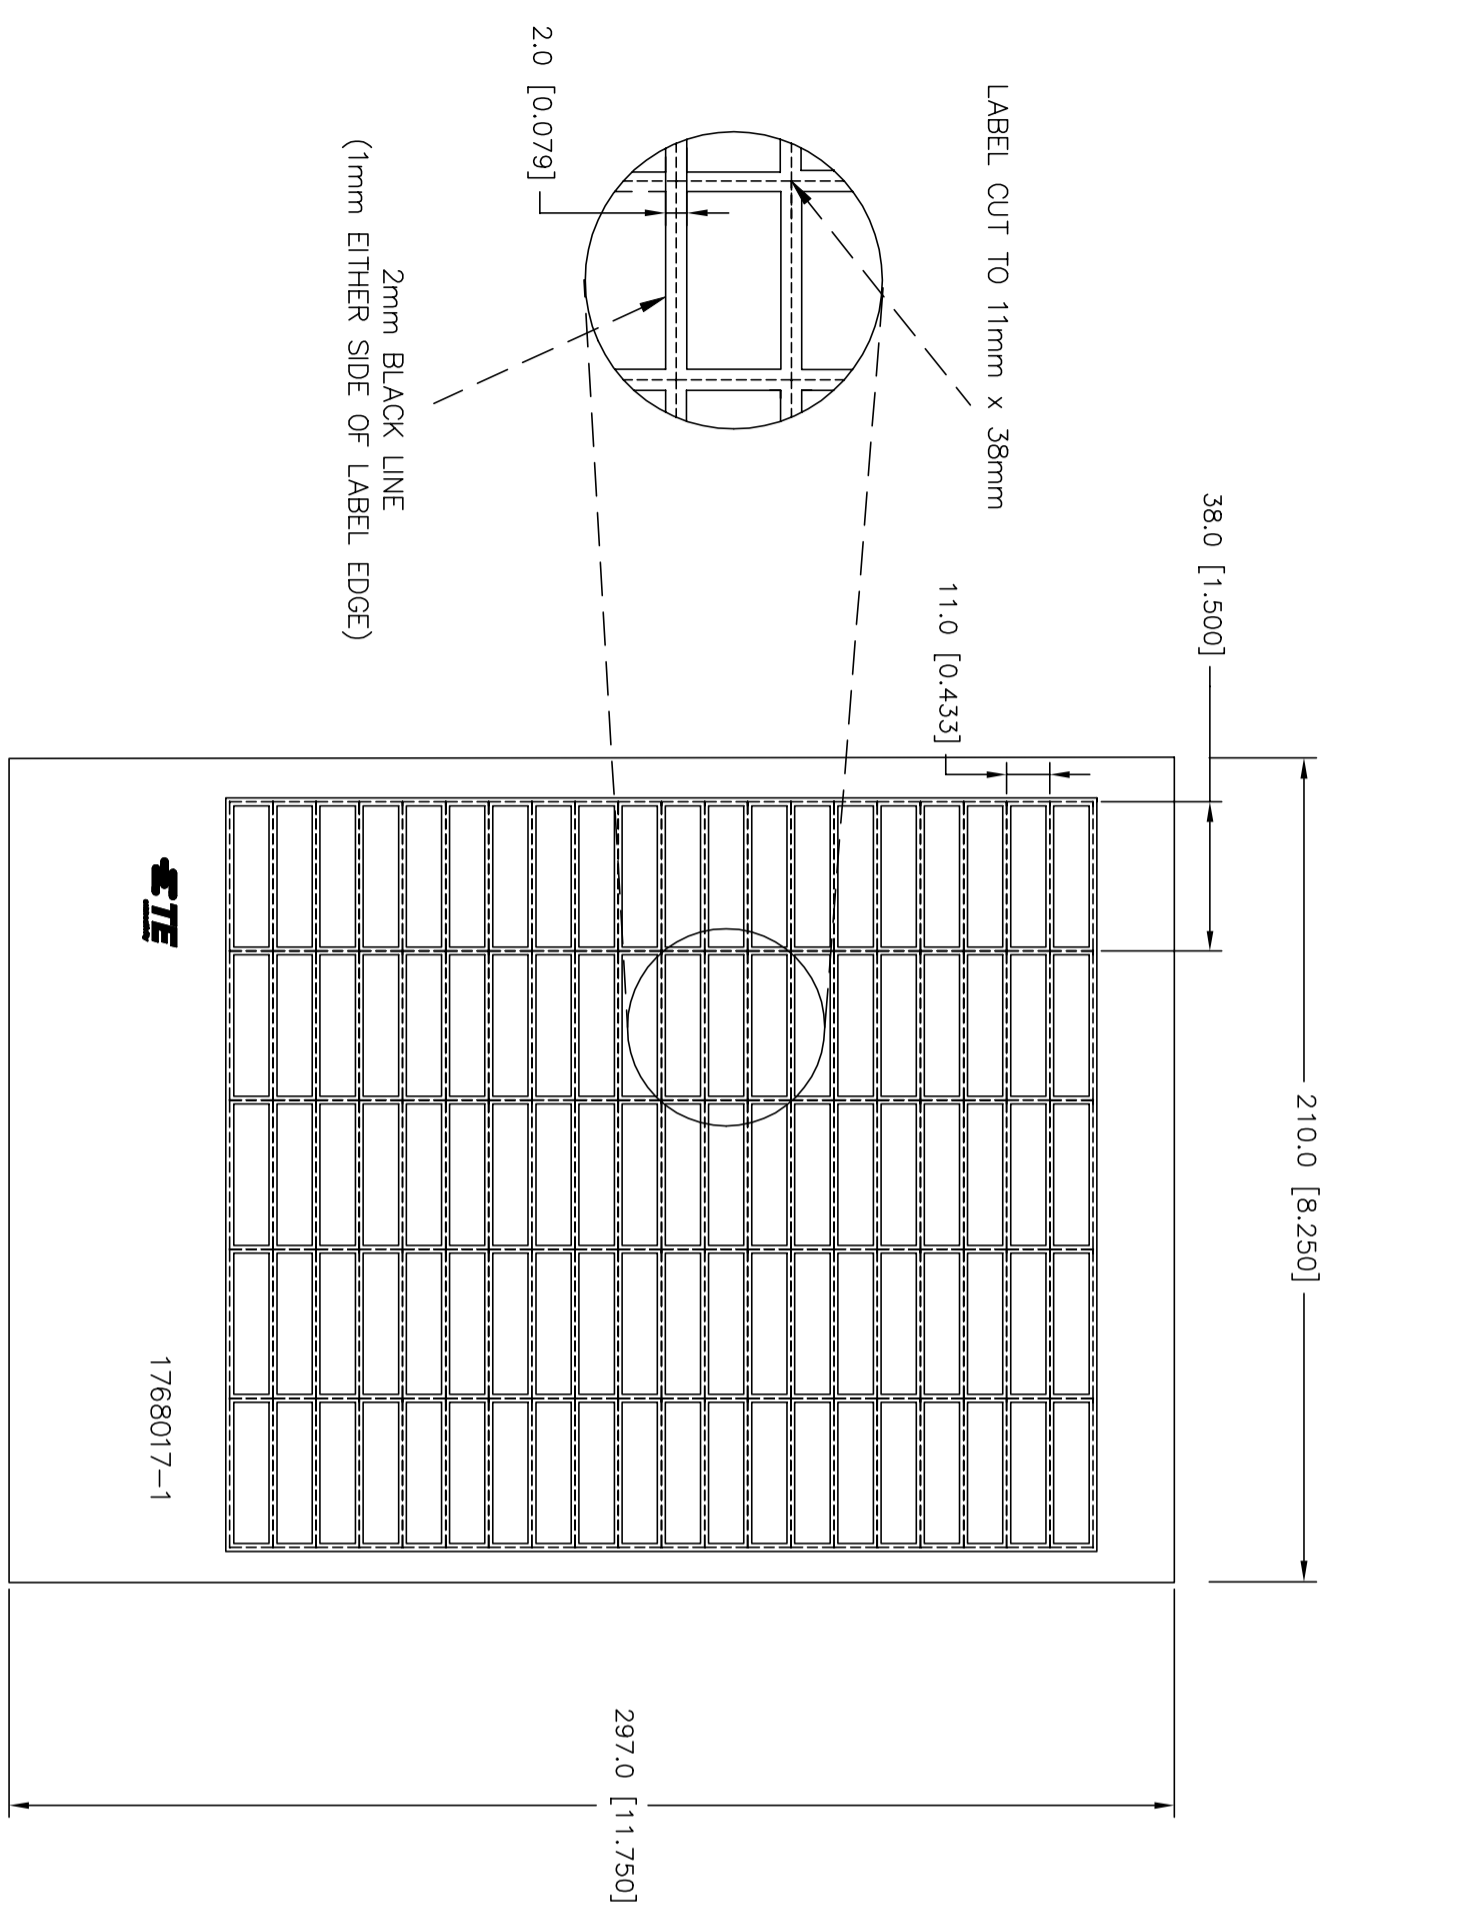 210.0 [8.250]
38.0 [1.500]
LABEL CUT TO 11mm x 38mm
11.0 [0.433]
297.0 [11.750]
2.0 [0.079]
2mm BLACK LINE
(1mm EITHER SIDE OF LABEL EDGE)
TE
connectivity
1768017-1